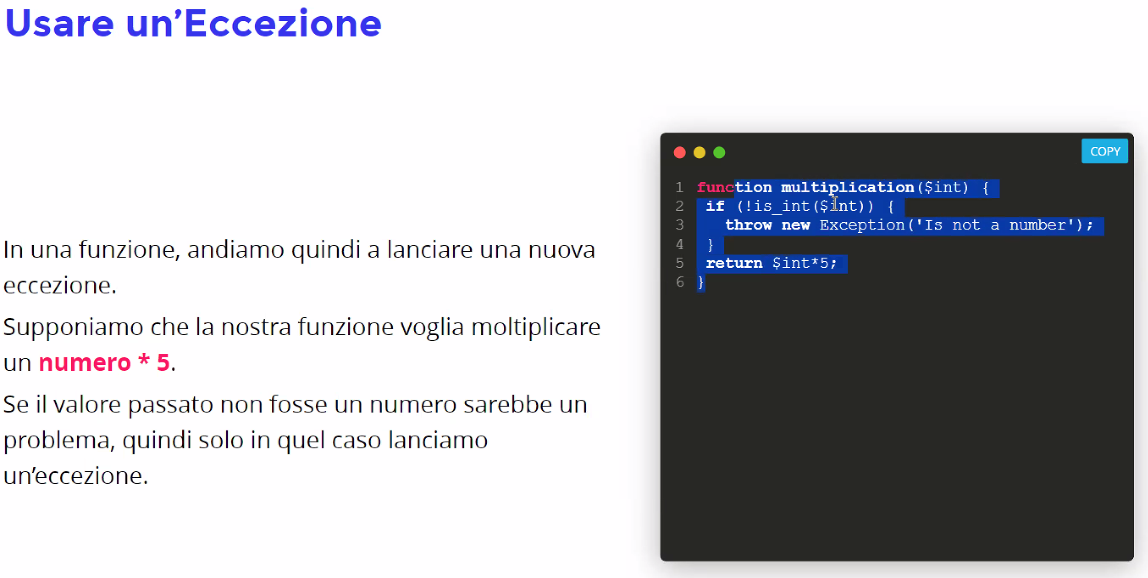 Usare un’Eccezione
In una funzione, andiamo quindi a lanciare una nuova
eccezione.
Supponiamo che la nostra funzione voglia moltiplicare
un numero * 5.
Se il valore passato non fosse un numero sarebbe un
problema, quindi solo in quel caso lanciamo
un’eccezione.
COPY
1 function multiplication($int) {
2 if (!is_int($int)) {
3 throw new Exception('Is not a number');
4 }
5 return $int*5;
6 }